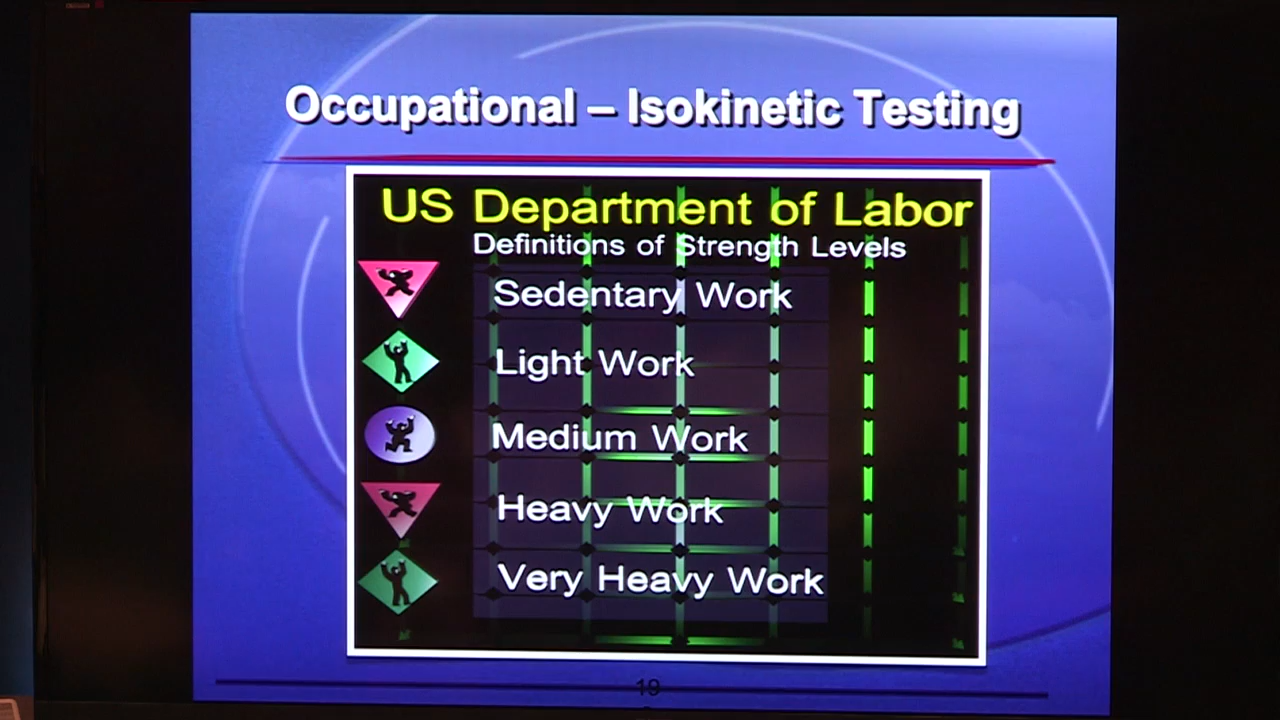 Occupational – Isokinetic Testing
US Department of Labor
Definitions of Strength Levels
Sedentary Work
Light Work
Medium Work
Heavy Work
Very Heavy Work
19